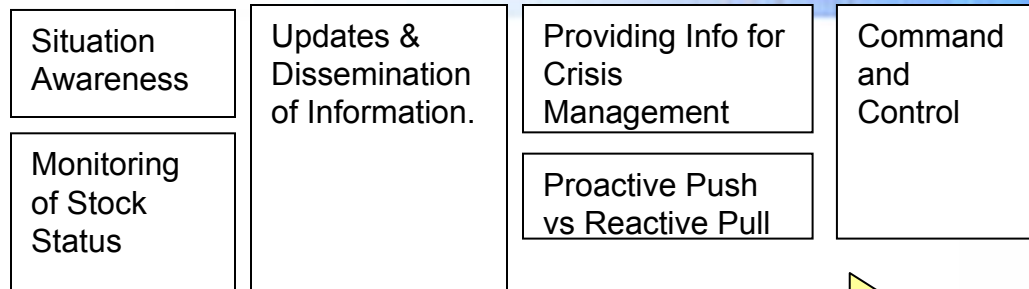 Situation
Awareness
Monitoring
of Stock
Status
Updates &
Dissemination
of Information.
Providing Info for
Crisis
Management
Proactive Push
vs Reactive Pull
Command
and
Control